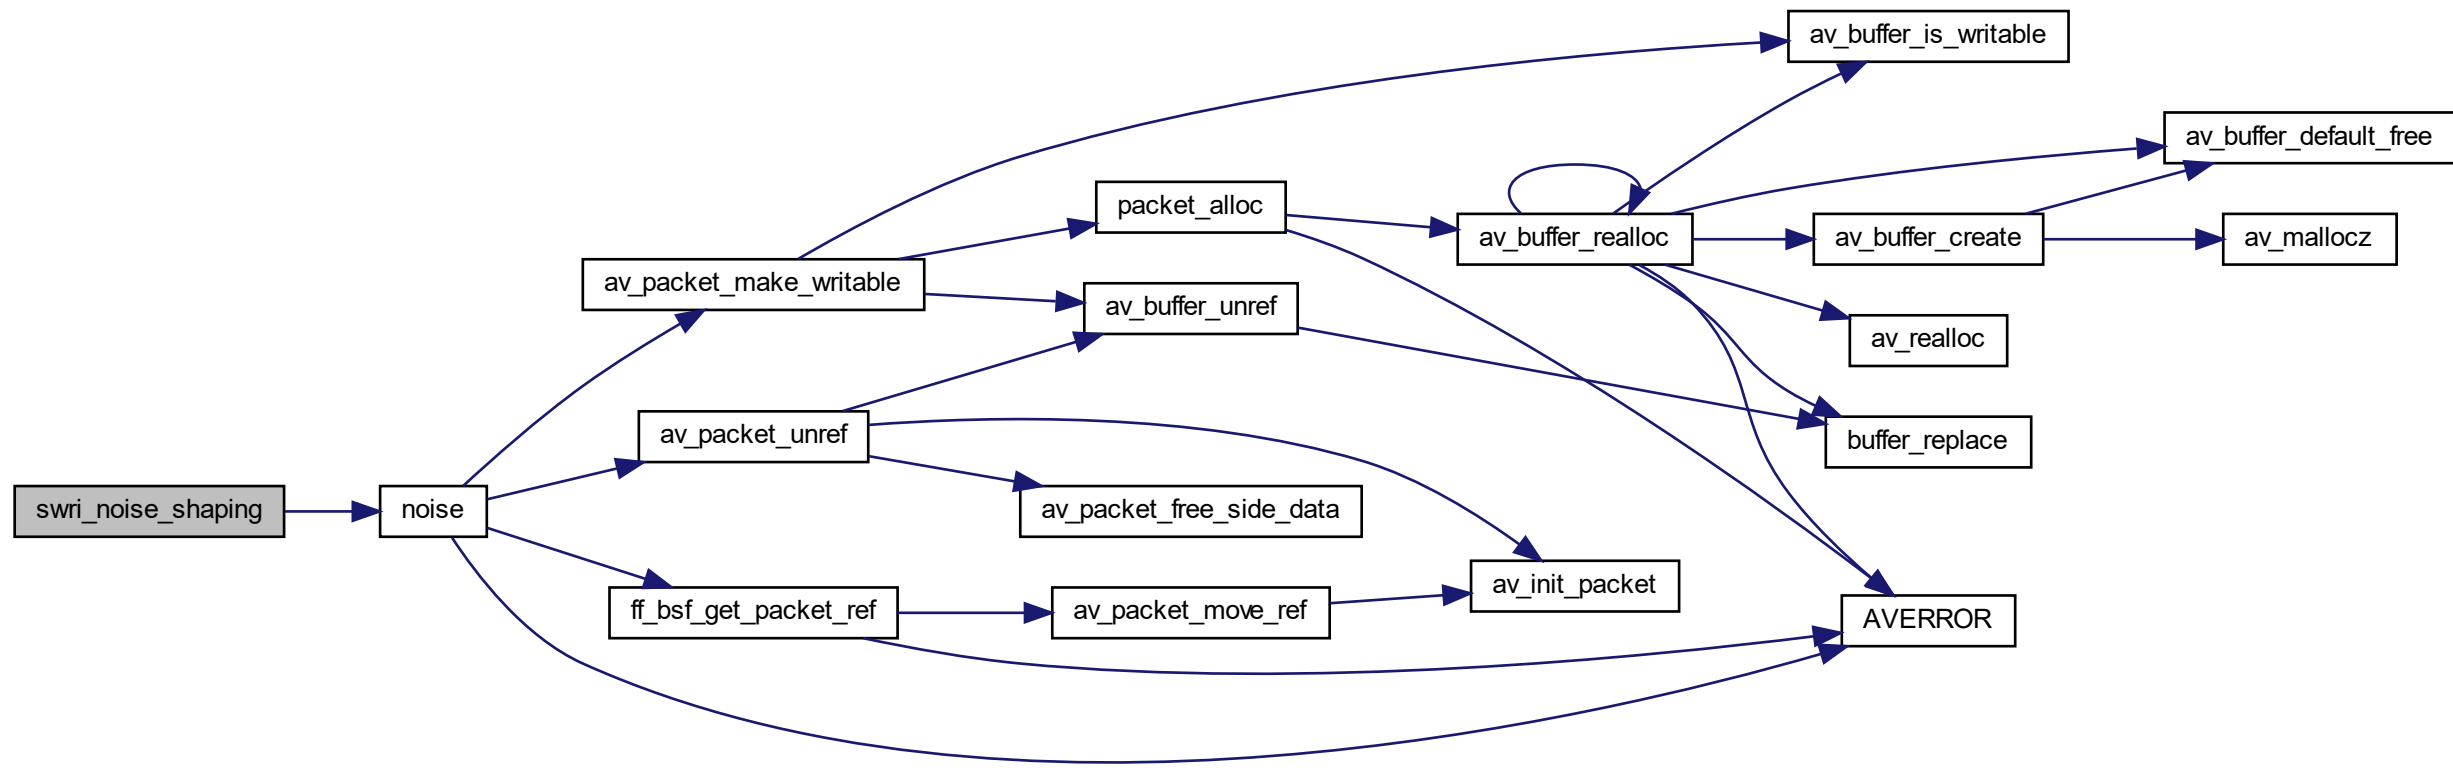 av_buffer_is_writable
av_buffer_default_free
packet_alloc
av_buffer_realloc
av_buffer_create
av_mallocz
av_packet_make_writable
av_buffer_unref
av_realloc
av_packet_unref
buffer_replace
swri_noise_shaping
noise
av_packet_free_side_data
ff_bsf_get_packet_ref
av_packet_move_ref
av_init_packet
AVERROR